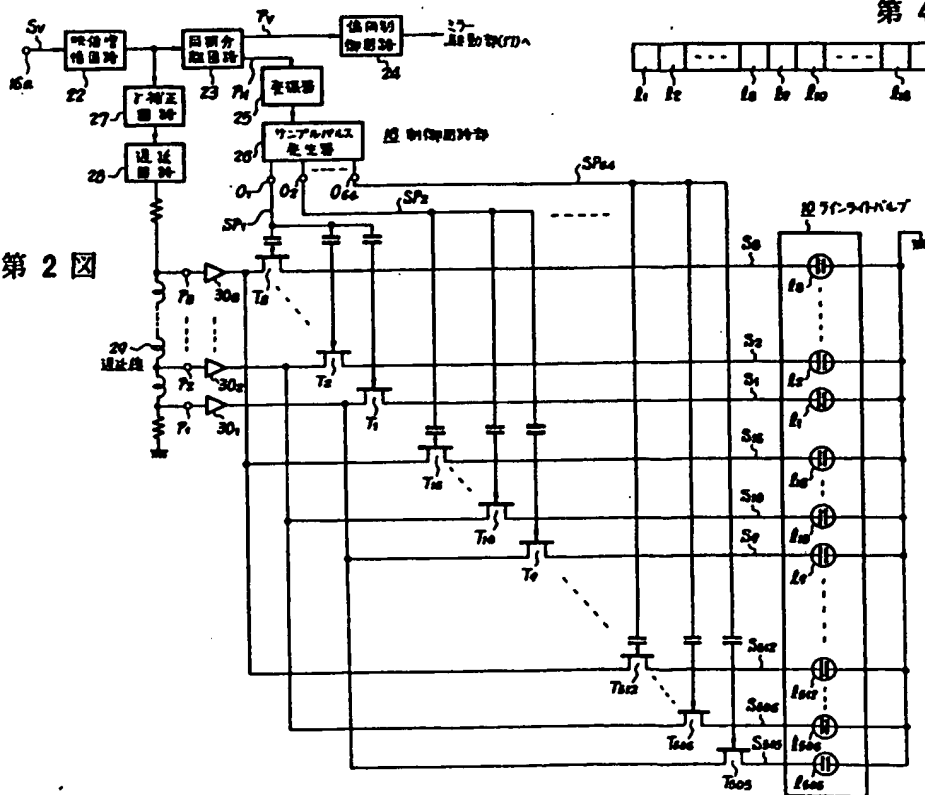 第4
Sv
16a
映信増
幅回路
22
同期分
離回路
23
Pv
PH
偏向制
御回路
24
ミラー
駆動部(17)へ
γ補正
回路
27
遅延
回路
28
逓倍器
25
サンプルパルス
発生器
26
18 制御回路部
O1
O2
O64
SP1
SP2
SP64
l1
l2
l8
l9
l10
l16
第2図
29
遅延線
P8
308
P2
302
P1
301
T8
T2
T1
T16
T10
T9
T512
T506
T505
S8
S2
S1
S16
S10
S9
S512
S506
S505
10 ラインライトバルブ
l8
l2
l1
l16
l10
l9
l512
l506
l505